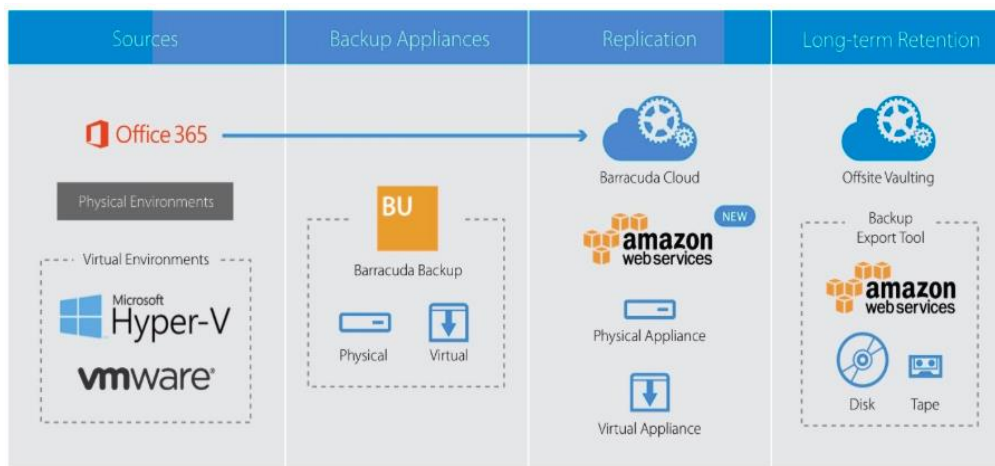 Sources
Backup Appliances
Replication
Long-term Retention
Office 365
Physical Environments
Virtual Environments
Microsoft
Hyper-V
vmware®
BU
Barracuda Backup
Physical
Virtual
Barracuda Cloud
NEW
amazon
web services
Physical Appliance
Virtual Appliance
Offsite Vaulting
Backup
Export Tool
amazon
web services
Disk
Tape